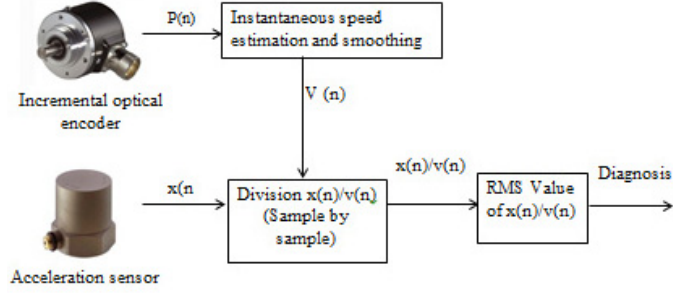 P(n)
Instantaneous speed
estimation and smoothing
Incremental optical
encoder
V (n)
x(n
Division x(n)/v(n)
(Sample by
sample)
x(n)/v(n)
RMS Value
of x(n)/v(n)
Diagnosis
Acceleration sensor